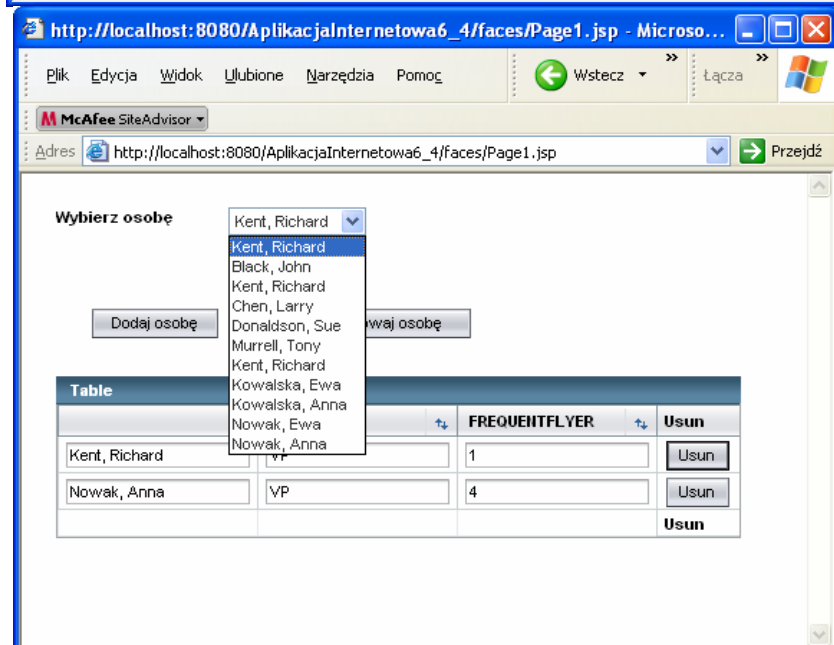 http://localhost:8080/AplikacjaInternetowa6_4/faces/Page1.jsp - Microso...
Plik Edycja Widok Ulubione Narzędzia Pomoc » Wstecz Łącza »
McAfee SiteAdvisor
Adres http://localhost:8080/AplikacjaInternetowa6_4/faces/Page1.jsp Przejdź
Wybierz osobę Kent, Richard
Kent, Richard
Black, John
Kent, Richard
Chen, Larry
Donaldson, Sue
Murrell, Tony
Kent, Richard
Kowalska, Ewa
Kowalska, Anna
Nowak, Ewa
Nowak, Anna
Dodaj osobę osobę
Table
FREQUENTFLYER Usun
Kent, Richard VP 1 Usun
Nowak, Anna VP 4 Usun
Usun